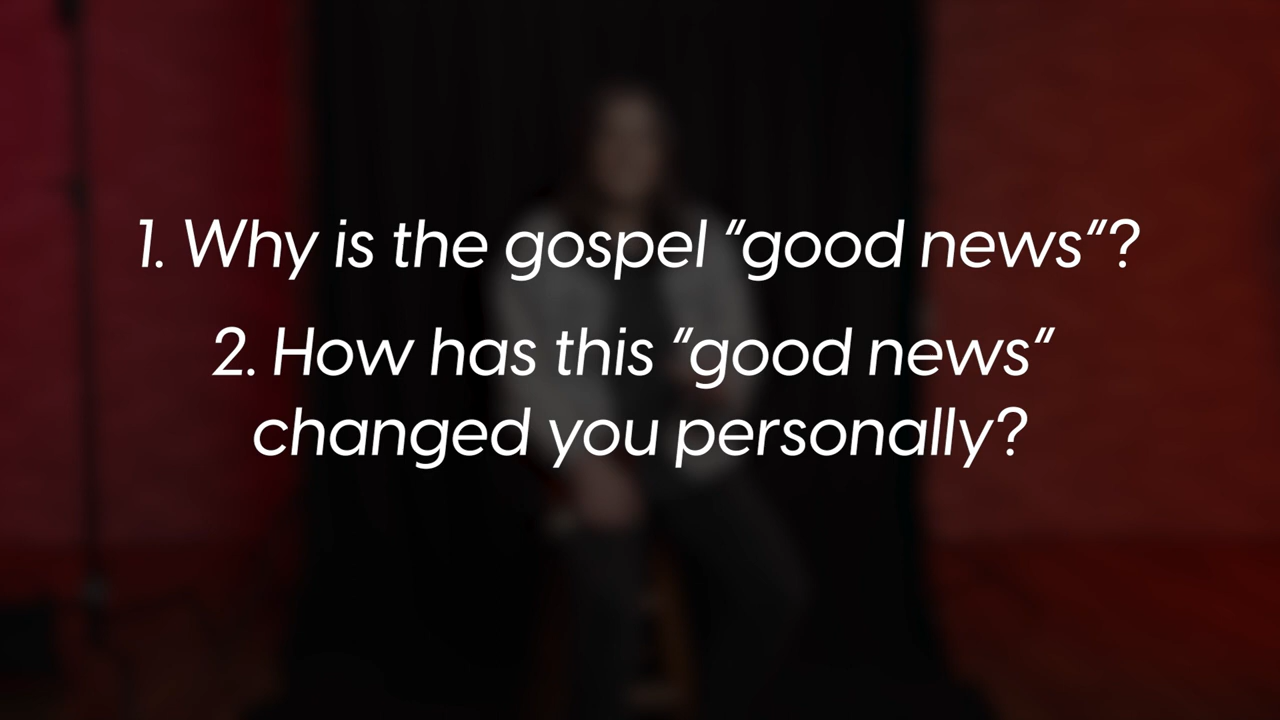 1. Why is the gospel “good news”?
2. How has this “good news“
changed you personally?